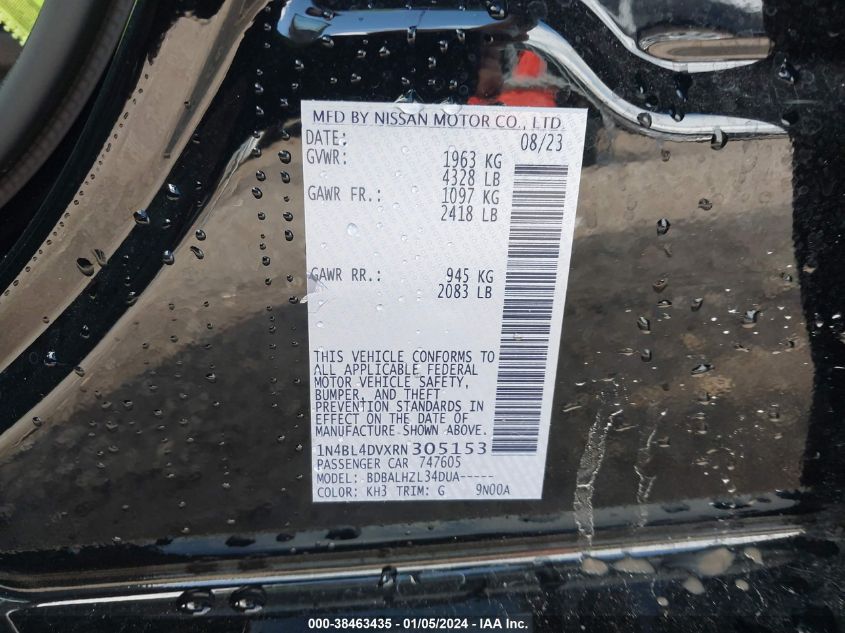 MFD BY NISSAN MOTOR CO., LTD.
DATE: 08/23
GVWR: 1963 KG
4328 LB
GAWR FR.: 1097 KG
2418 LB
GAWR RR.: 945 KG
2083 LB
THIS VEHICLE CONFORMS TO
ALL APPLICABLE FEDERAL
MOTOR VEHICLE SAFETY,
BUMPER, AND THEFT
PREVENTION STANDARDS IN
EFFECT ON THE DATE OF
MANUFACTURE SHOWN ABOVE.
1N4BL4DVXRN305153
PASSENGER CAR 747605
MODEL: BDBALHZL34DUA-----
COLOR: KH3 TRIM: G 9N00A
000-38463435 - 01/05/2024 - IAA Inc.